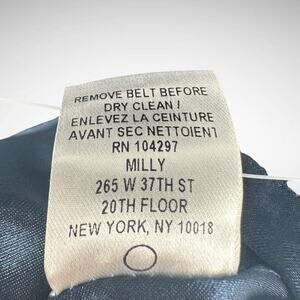 REMOVE BELT BEFORE
DRY CLEAN /
ENLEVEZ LA CEINTURE
AVANT SEC NETTOIENT
RN 104297
MILLY
265 W 37TH ST
20TH FLOOR
NEW YORK, NY 10018